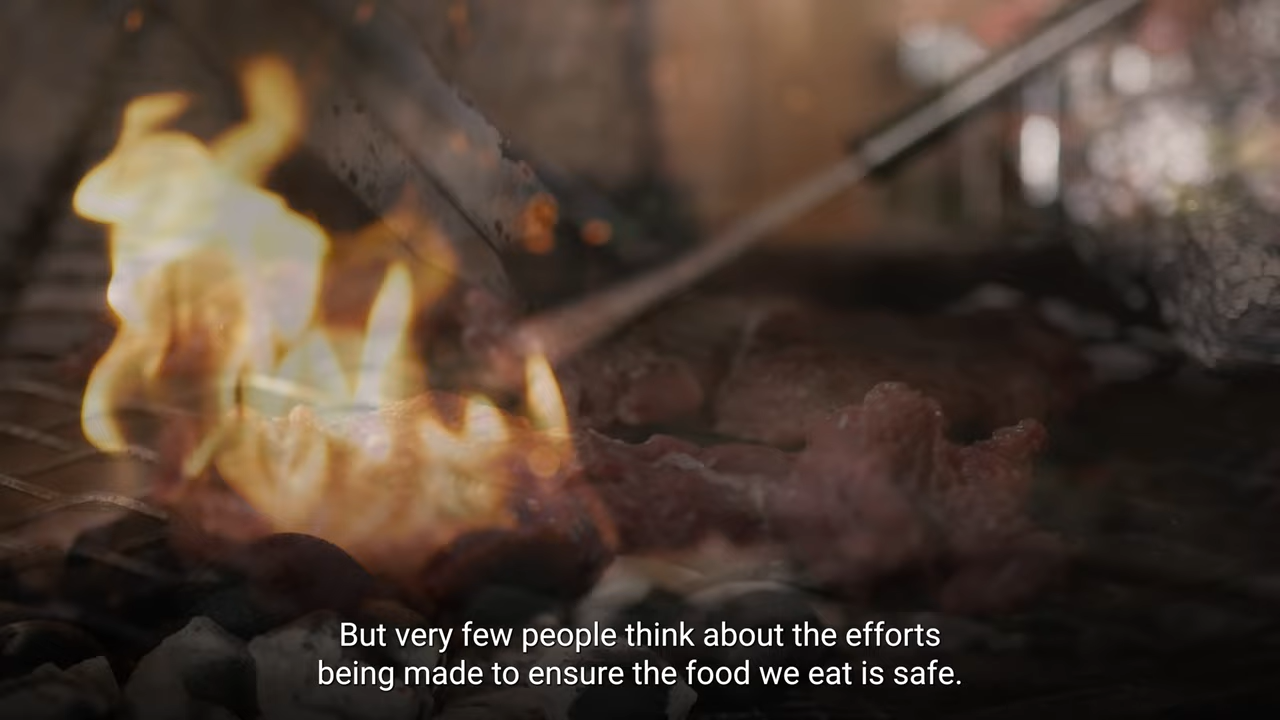 But very few people think about the efforts
being made to ensure the food we eat is safe.